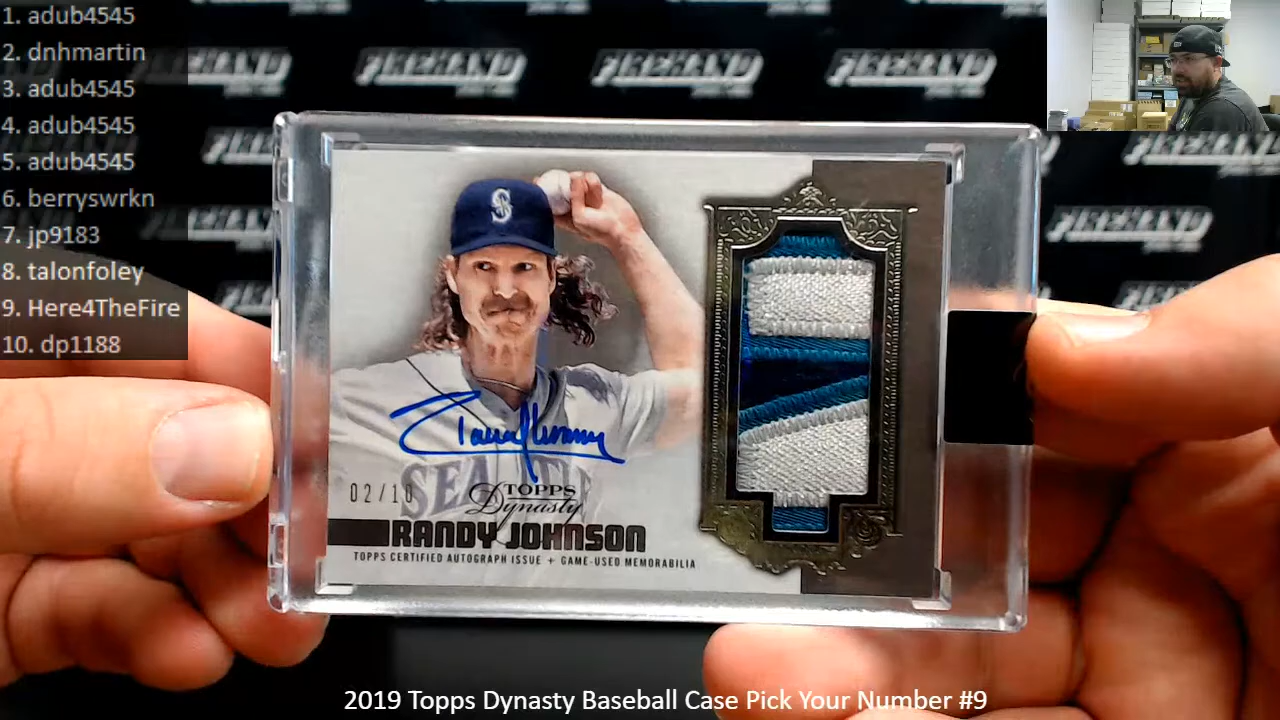 1. adub4545
2. dnhmartin
3. adub4545
4. adub4545
5. adub4545
6. berryswrkn
7. jp9183
8. talonfoley
9. Here4TheFire
10. dp1188
S
02/10
SEA
TOPPS
Dynasty
RANDY JOHNSON
TOPPS CERTIFIED AUTOGRAPH ISSUE + GAME-USED MEMORABILIA
2019 Topps Dynasty Baseball Case Pick Your Number #9